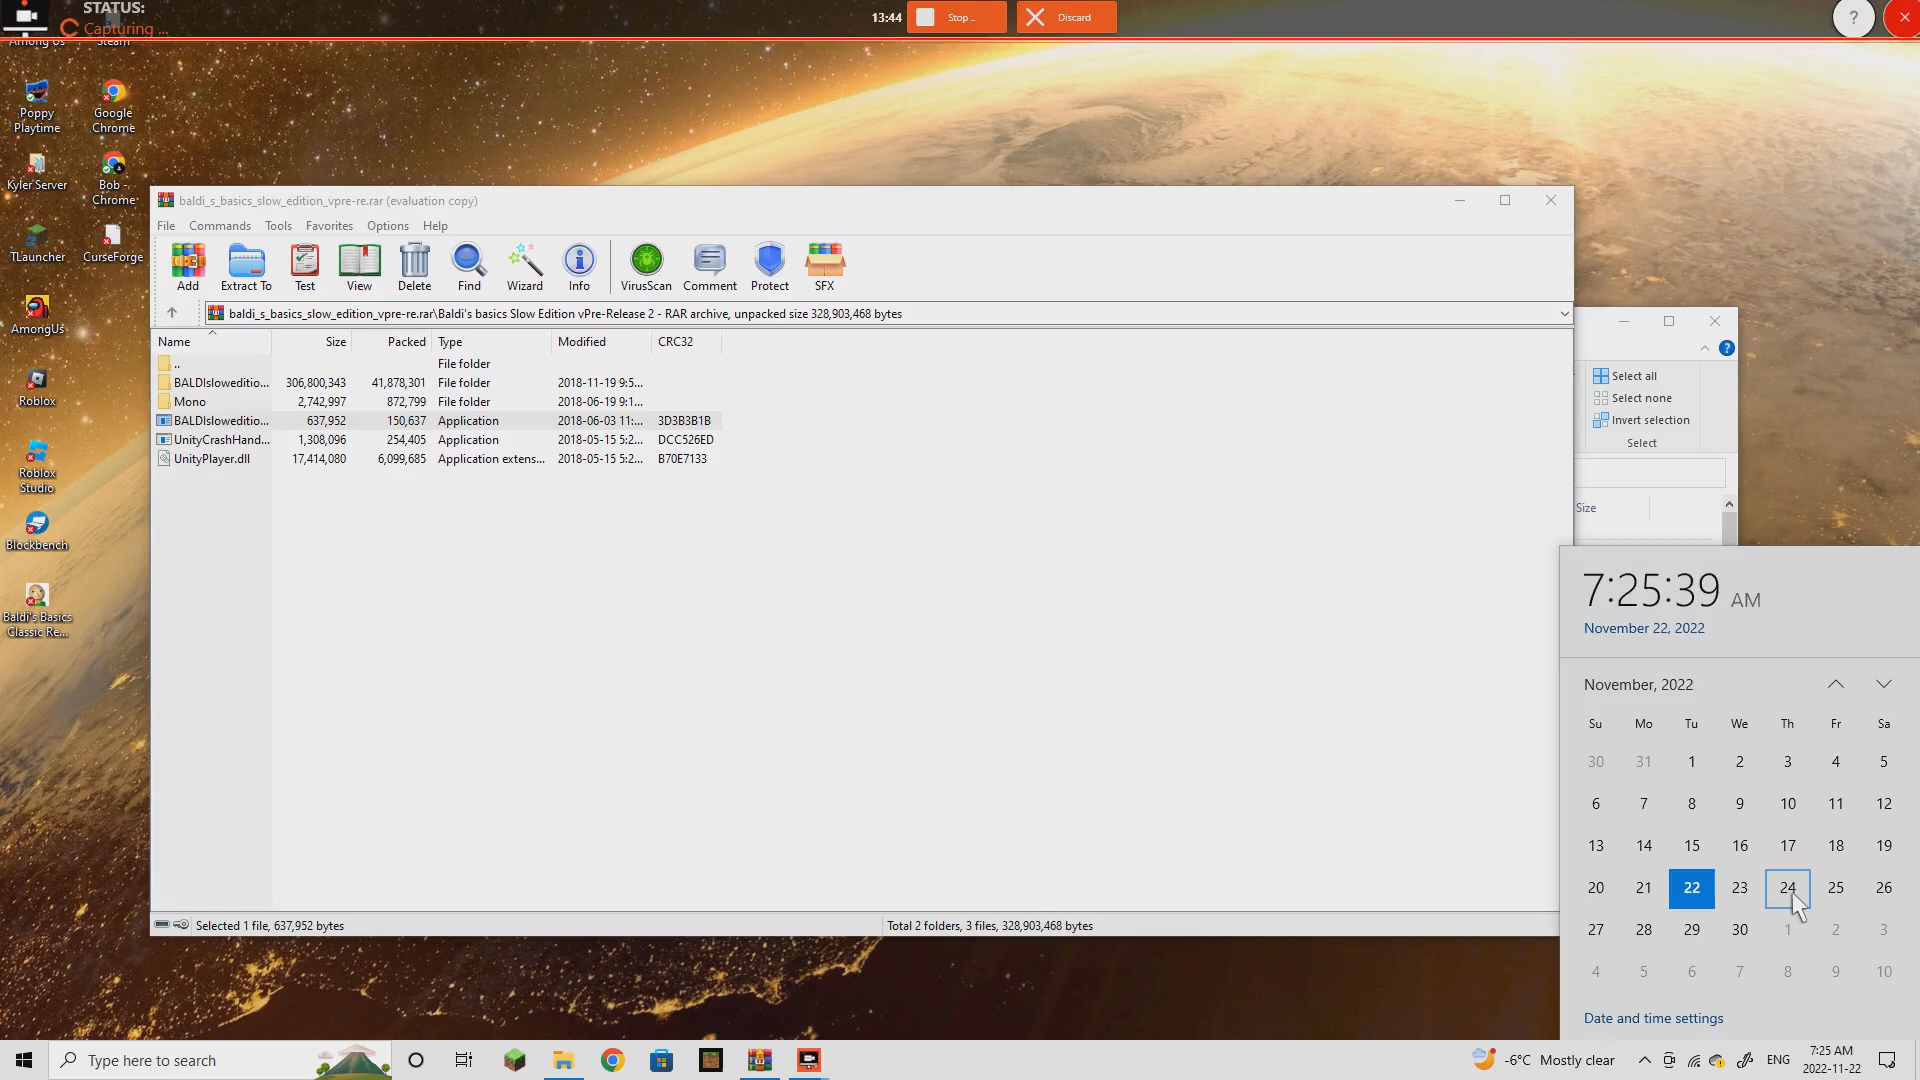 STATUS:
Capturing ...
13:44
Stop ..
Discard
?
Among Us
Steam
Poppy
Playtime
Google
Chrome
Kyler Server
Bob -
Chrome
TLauncher
CurseForge
AmongUs
Roblox
Roblox
Studio
Blockbench
Baldi's Basics
Classic Re...
baldi_s_basics_slow_edition_vpre-re.rar (evaluation copy)
File Commands Tools Favorites Options Help
Add Extract To Test View Delete Find Wizard Info VirusScan Comment Protect SFX
baldi_s_basics_slow_edition_vpre-re.rar\Baldi's basics Slow Edition vPre-Release 2 - RAR archive, unpacked size 328,903,468 bytes
Name Size Packed Type Modified CRC32
.. File folder
BALDIsloweditio... 306,800,343 41,878,301 File folder 2018-11-19 9:5...
Mono 2,742,997 872,799 File folder 2018-06-19 9:1...
BALDIsloweditio... 637,952 150,637 Application 2018-06-03 11:... 3D3B3B1B
UnityCrashHand... 1,308,096 254,405 Application 2018-05-15 5:2... DCC526ED
UnityPlayer.dll 17,414,080 6,099,685 Application extens... 2018-05-15 5:2... B70E7133
Selected 1 file, 637,952 bytes
Total 2 folders, 3 files, 328,903,468 bytes
?
Select all
Select none
Invert selection
Select
Size
7:25:39 AM
November 22, 2022
November, 2022
Su Mo Tu We Th Fr Sa
30 31 1 2 3 4 5
6 7 8 9 10 11 12
13 14 15 16 17 18 19
20 21 22 23 24 25 26
27 28 29 30 1 2 3
4 5 6 7 8 9 10
Date and time settings
Type here to search
-6°C Mostly clear
ENG
7:25 AM
2022-11-22